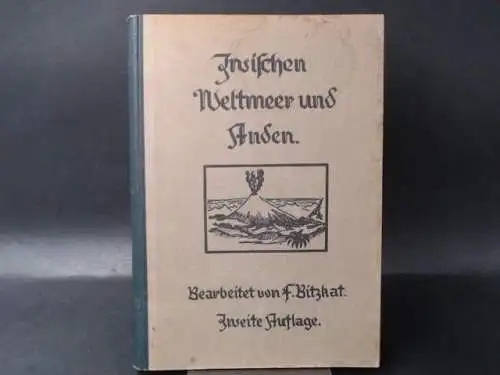 Zwischen
Weltmeer und
Anden.
Bearbeitet von F. Bitzkat.
Zweite Auflage.